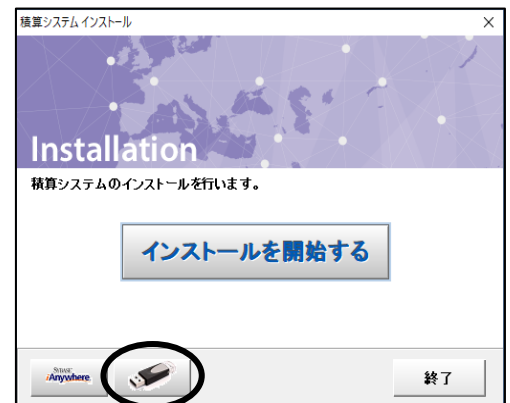 積算システム インストール
Installation
積算システムのインストールを行います。
インストールを開始する
SYBASE
iAnywhere
終了